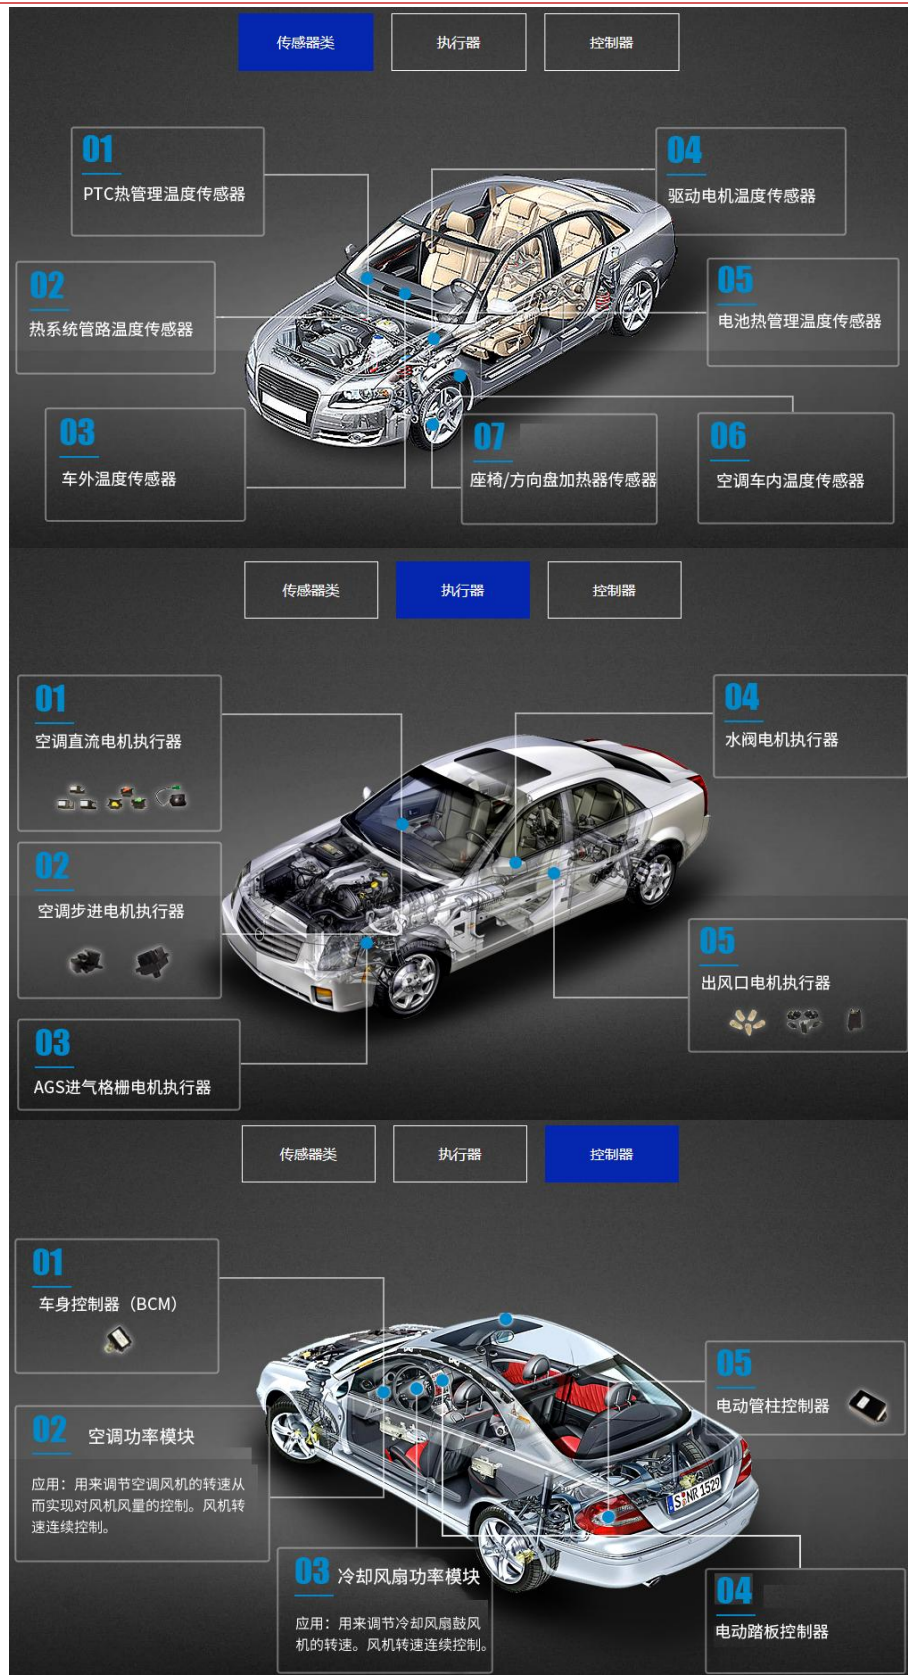 传感器类
执行器
控制器
01
PTC热管理温度传感器
04
驱动电机温度传感器
02
热系统管路温度传感器
05
电池热管理温度传感器
03
车外温度传感器
07
座椅/方向盘加热器传感器
06
空调车内温度传感器
传感器类
执行器
控制器
01
空调直流电机执行器
04
水阀电机执行器
02
空调步进电机执行器
05
出风口电机执行器
03
AGS进气格栅电机执行器
传感器类
执行器
控制器
01
车身控制器（BCM）
05
电动管柱控制器
02 空调功率模块
应用：用来调节空调风机的转速从
而实现对风机风量的控制。风机转
速连续控制。
S NR 1529
03 冷却风扇功率模块
应用：用来调节冷却风扇鼓风
机的转速。风机转速连续控制。
04
电动踏板控制器